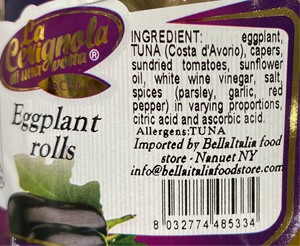 La
Cerignola
di una volta ®
Eggplant
rolls
INGREDIENT: eggplant,
TUNA (Costa d'Avorio), capers,
sundried tomatoes, sunflower
oil, white wine vinegar, salt,
spices (parsley, garlic, red
pepper) in varying proportions,
citric acid and ascorbic acid.
Allergens:TUNA
Imported by BellaItalia food
store - Nanuet NY
info@bellaitaliafoodstore.com
8 032774 485334